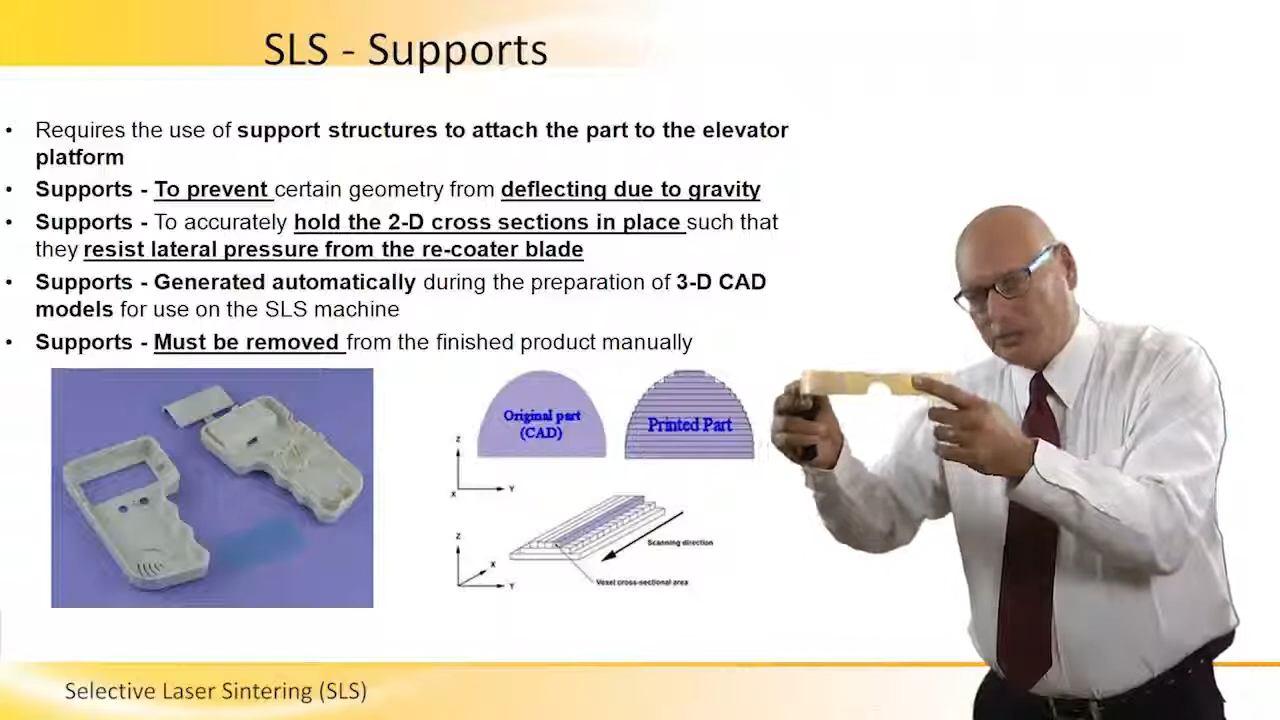 SLS - Supports
• Requires the use of support structures to attach the part to the elevator
platform
• Supports - To prevent certain geometry from deflecting due to gravity
• Supports - To accurately hold the 2-D cross sections in place such that
they resist lateral pressure from the re-coater blade
• Supports - Generated automatically during the preparation of 3-D CAD
models for use on the SLS machine
• Supports - Must be removed from the finished product manually
Original part
(CAD)
Printed Part
Z
X
Y
Z
X
Y
Scanning direction
Voxel cross-sectional area
Selective Laser Sintering (SLS)